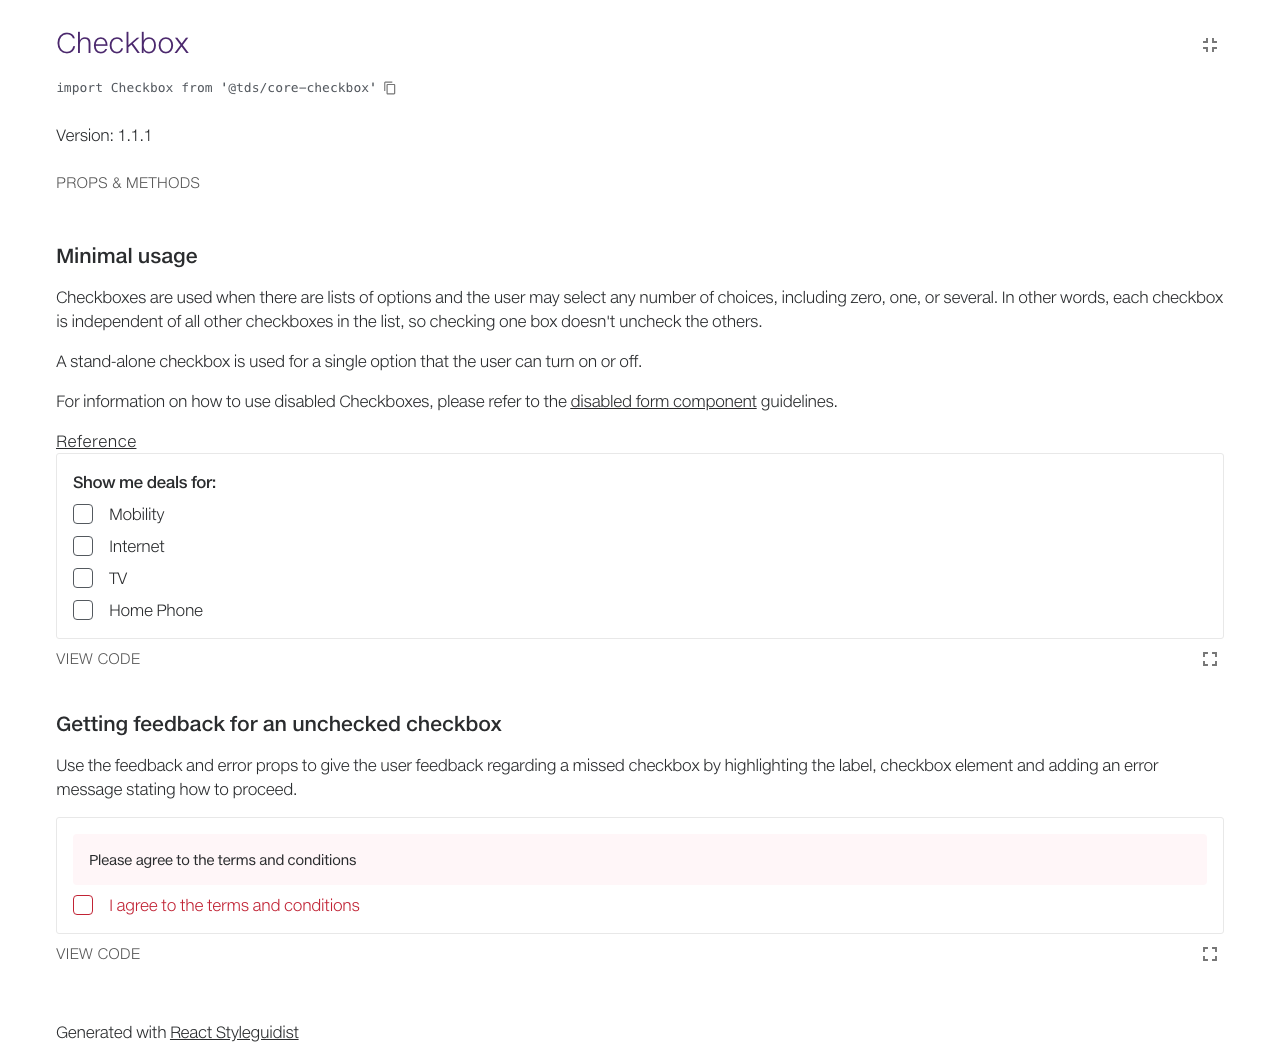 Checkbox
import Checkbox from '@tds/core-checkbox'
Version: 1.1.1
PROPS & METHODS
Minimal usage
Checkboxes are used when there are lists of options and the user may select any number of choices, including zero, one, or several. In other words, each checkbox
is independent of all other checkboxes in the list, so checking one box doesn't uncheck the others.
A stand-alone checkbox is used for a single option that the user can turn on or off.
For information on how to use disabled Checkboxes, please refer to the disabled form component guidelines.
Reference
Show me deals for:
Mobility
Internet
TV
Home Phone
VIEW CODE
Getting feedback for an unchecked checkbox
Use the feedback and error props to give the user feedback regarding a missed checkbox by highlighting the label, checkbox element and adding an error
message stating how to proceed.
Please agree to the terms and conditions
I agree to the terms and conditions
VIEW CODE
Generated with React Styleguidist